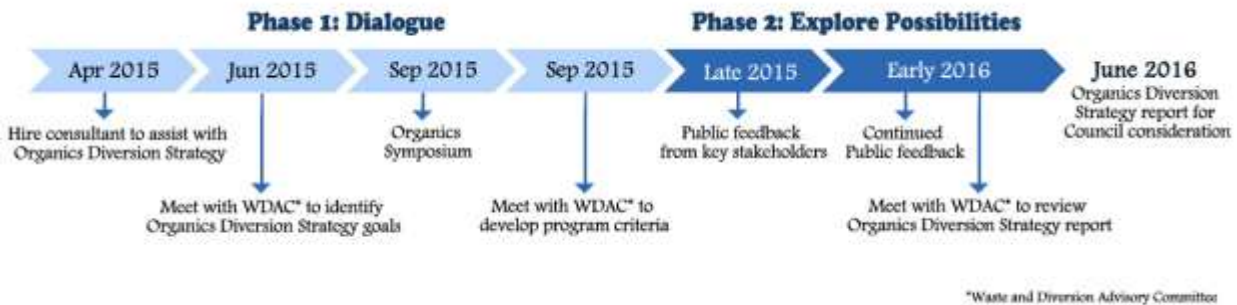 Phase 1: Dialogue
Phase 2: Explore Possibilities
Apr 2015
Jun 2015
Sep 2015
Sep 2015
Late 2015
Early 2016
June 2016
Organics Diversion
Strategy report for
Council consideration
Hire consultant to assist with
Organics Diversion Strategy
Organics
Symposium
Public feedback
from key stakeholders
Continued
Public feedback
Meet with WDAC* to identify
Organics Diversion Strategy goals
Meet with WDAC* to
develop program criteria
Meet with WDAC* to review
Organics Diversion Strategy report
*Waste and Diversion Advisory Committee